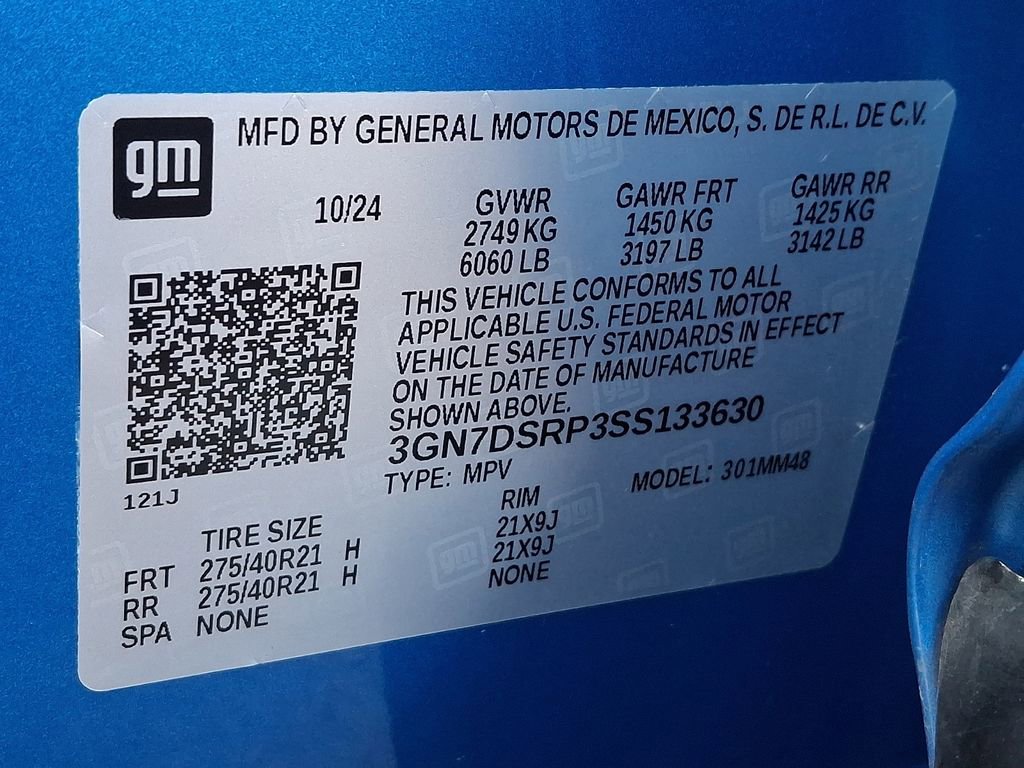 gm
MFD BY GENERAL MOTORS DE MEXICO, S. DE R.L. DE C.V.
10/24 GVWR GAWR FRT GAWR RR
2749 KG 1450 KG 1425 KG
6060 LB 3197 LB 3142 LB
THIS VEHICLE CONFORMS TO ALL
APPLICABLE U.S. FEDERAL MOTOR
VEHICLE SAFETY STANDARDS IN EFFECT
ON THE DATE OF MANUFACTURE
SHOWN ABOVE.
3GN7DSRP3SS133630
TYPE: MPV MODEL: 301MM48
121J
TIRE SIZE RIM
FRT 275/40R21 H 21X9J
RR 275/40R21 H 21X9J
SPA NONE NONE